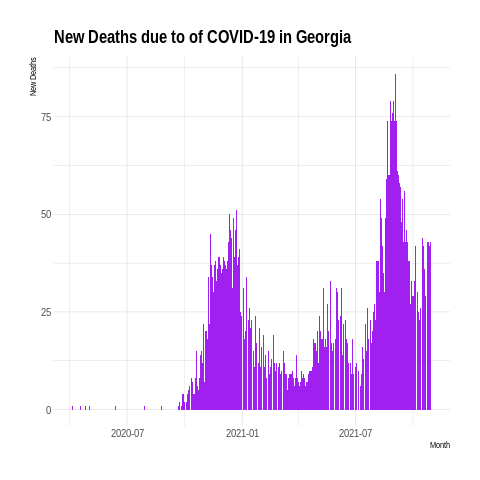 New Deaths due to of COVID-19 in Georgia
New Deaths
75
50
25
0
2020-07
2021-01
2021-07
Month